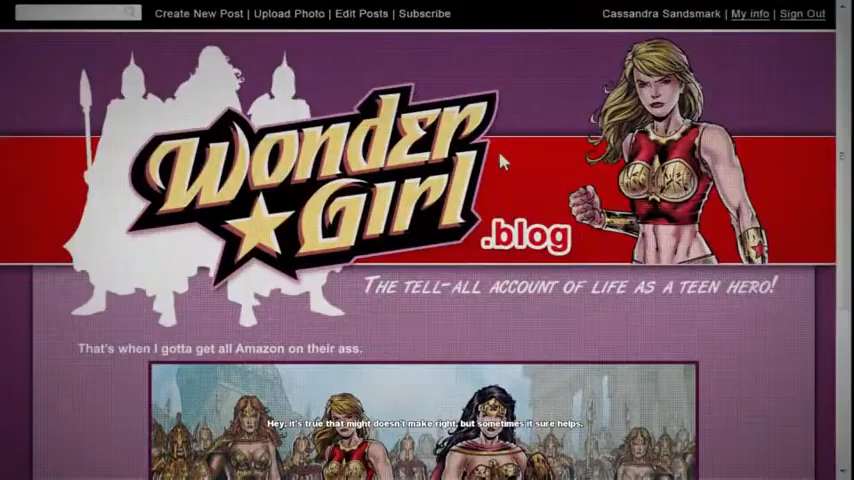 Create New Post | Upload Photo | Edit Posts | Subscribe
Cassandra Sandsmark | My info | Sign Out
Wonder
Girl
.blog
The tell-all account of life as a teen hero!
That's when I gotta get all Amazon on their ass.
Hey, it's true that might doesn't make right, but sometimes it sure helps.